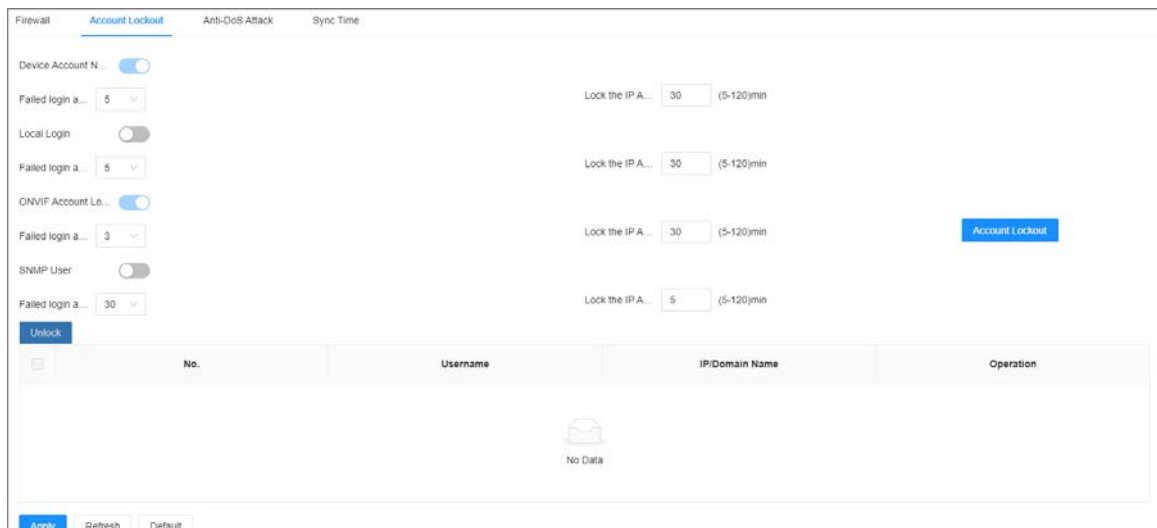 Firewall Account Lockout Anti-DoS Attack Sync Time
Device Account N...
Failed login a... 5 Lock the IP A... 30 (5-120)min
Local Login
Failed login a... 5 Lock the IP A... 30 (5-120)min
ONVIF Account Lo...
Failed login a... 3 Lock the IP A... 30 (5-120)min Account Lockout
SNMP User
Failed login a... 30 Lock the IP A... 5 (5-120)min
Unlock
No. Username IP/Domain Name Operation
No Data
Apply Refresh Default